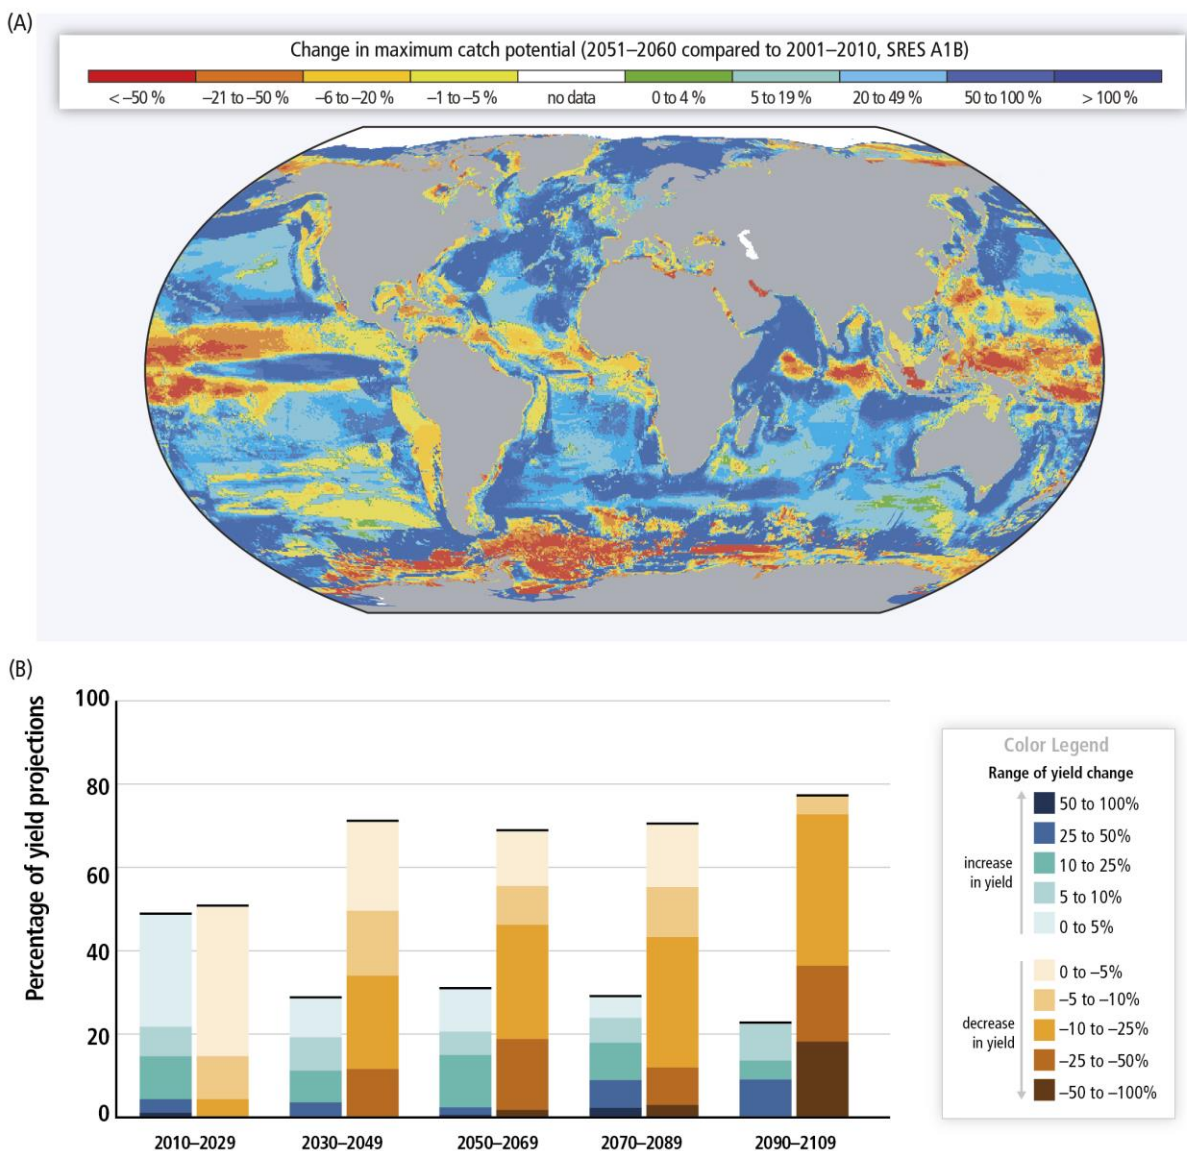 (A)
Change in maximum catch potential (2051–2060 compared to 2001–2010, SRES A1B)
< –50 % –21 to –50 % –6 to –20 % –1 to –5 % no data 0 to 4 % 5 to 19 % 20 to 49 % 50 to 100 % > 100 %
(B)
Percentage of yield projections
100
80
60
40
20
0
2010–2029 2030–2049 2050–2069 2070–2089 2090–2109
Color Legend
Range of yield change
increase
in yield
50 to 100%
25 to 50%
10 to 25%
5 to 10%
0 to 5%
decrease
in yield
0 to –5%
–5 to –10%
–10 to –25%
–25 to –50%
–50 to –100%